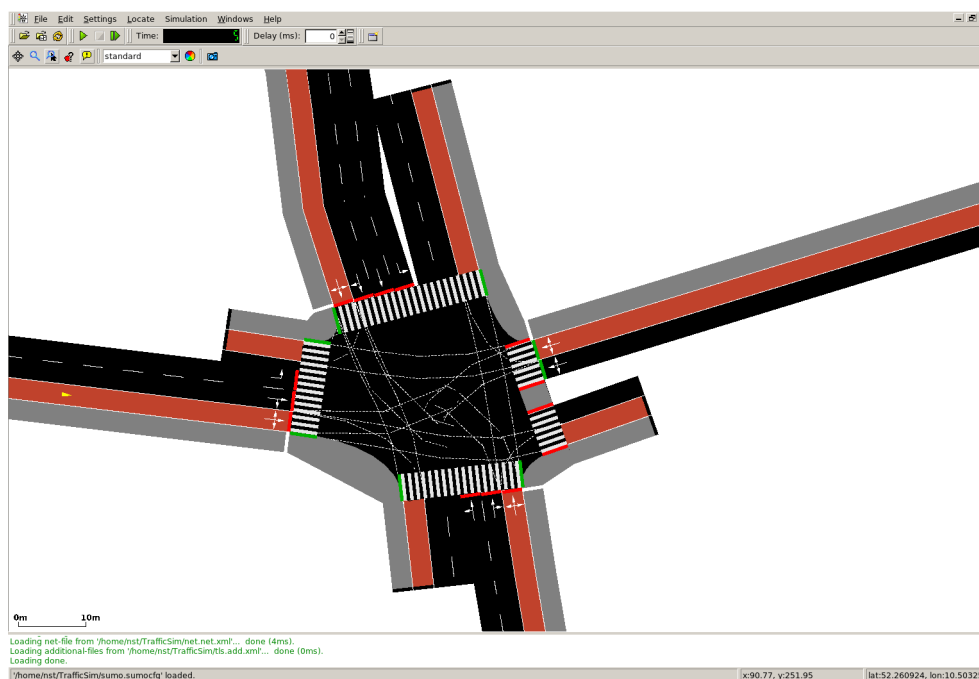 File Edit Settings Locate Simulation Windows Help
Time: 5 Delay (ms): 0
standard
0m 10m
Loading net-file from '/home/nst/TrafficSim/net.net.xml'... done (4ms).
Loading additional-files from '/home/nst/TrafficSim/tls.add.xml'... done (0ms).
Loading done.
'/home/nst/TrafficSim/sumo.sumocfg' loaded. x:90.77, y:251.95 lat:52.260924, lon:10.5032